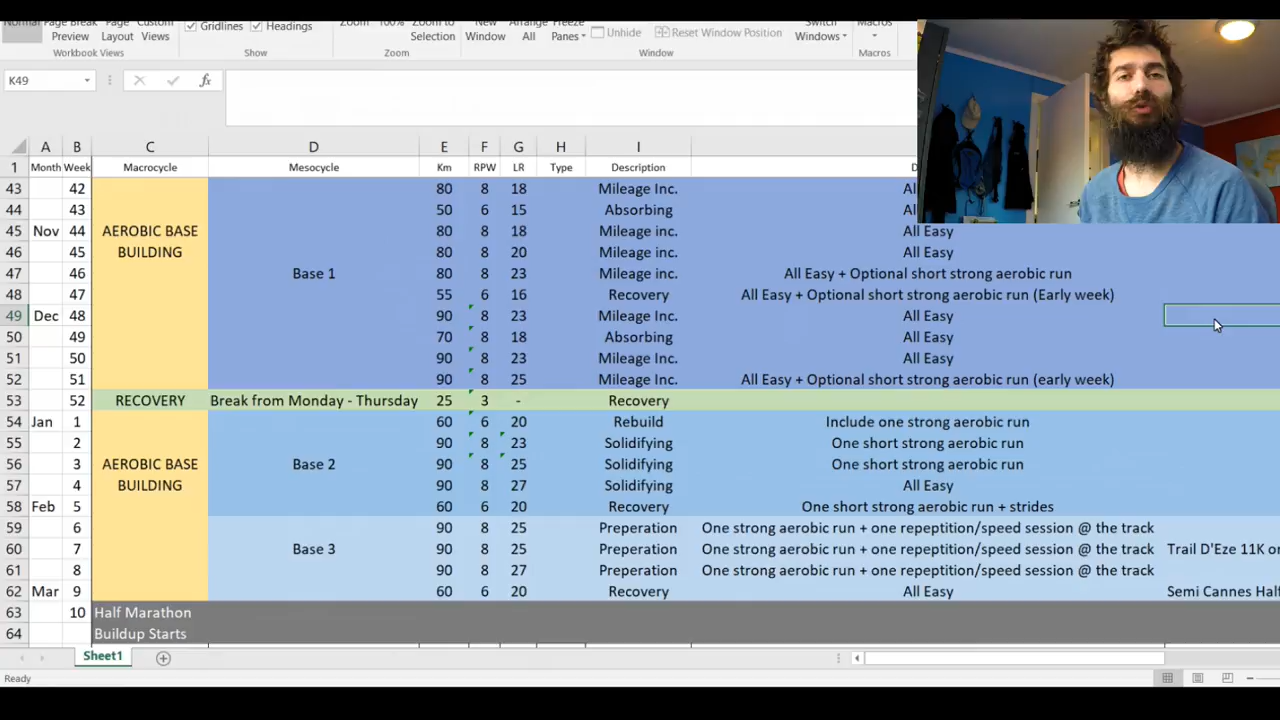 Normal Page Break Preview Page Layout Custom Views
Workbook Views
Gridlines Headings
Show
Zoom 100% Zoom to Selection
Zoom
New Window Arrange All Freeze Panes Unhide Reset Window Position Switch Windows
Window
Macros
Macros
K49 fx
A B C D E F G H I
1 Month Week Macrocycle Mesocycle Km RPW LR Type Description D
43 42 80 8 18 Mileage Inc. All
44 43 50 6 15 Absorbing All
45 Nov 44 AEROBIC BASE 80 8 18 Mileage inc. All Easy
46 45 BUILDING 80 8 20 Mileage inc. All Easy
47 46 Base 1 80 8 23 Mileage inc. All Easy + Optional short strong aerobic run
48 47 55 6 16 Recovery All Easy + Optional short strong aerobic run (Early week)
49 Dec 48 90 8 23 Mileage Inc. All Easy
50 49 70 8 18 Absorbing All Easy
51 50 90 8 23 Mileage Inc. All Easy
52 51 90 8 25 Mileage Inc. All Easy + Optional short strong aerobic run (early week)
53 52 RECOVERY Break from Monday - Thursday 25 3 - Recovery
54 Jan 1 60 6 20 Rebuild Include one strong aerobic run
55 2 90 8 23 Solidifying One short strong aerobic run
56 3 AEROBIC BASE Base 2 90 8 25 Solidifying One short strong aerobic run
57 4 BUILDING 90 8 27 Solidifying All Easy
58 Feb 5 60 6 20 Recovery One short strong aerobic run + strides
59 6 90 8 25 Preperation One strong aerobic run + one repeptition/speed session @ the track
60 7 Base 3 90 8 25 Preperation One strong aerobic run + one repeptition/speed session @ the track Trail D'Eze 11K or
61 8 90 8 27 Preperation One strong aerobic run + one repeptition/speed session @ the track
62 Mar 9 60 6 20 Recovery All Easy Semi Cannes Half
63 10 Half Marathon
64 Buildup Starts
Sheet1
Ready